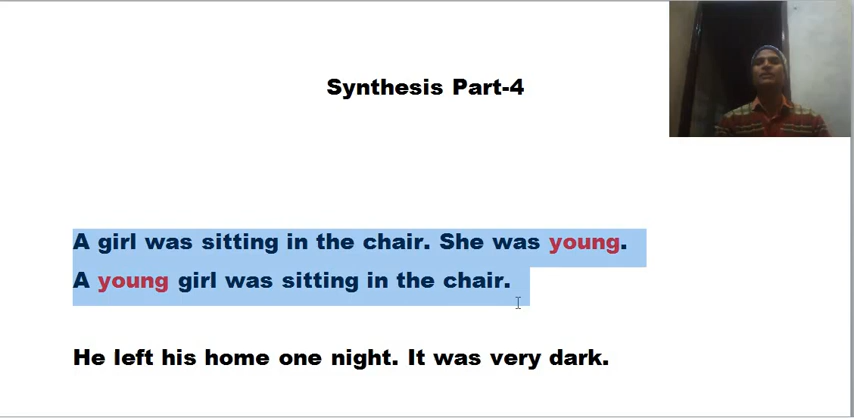 Synthesis Part-4
A girl was sitting in the chair. She was young.
A young girl was sitting in the chair.
He left his home one night. It was very dark.